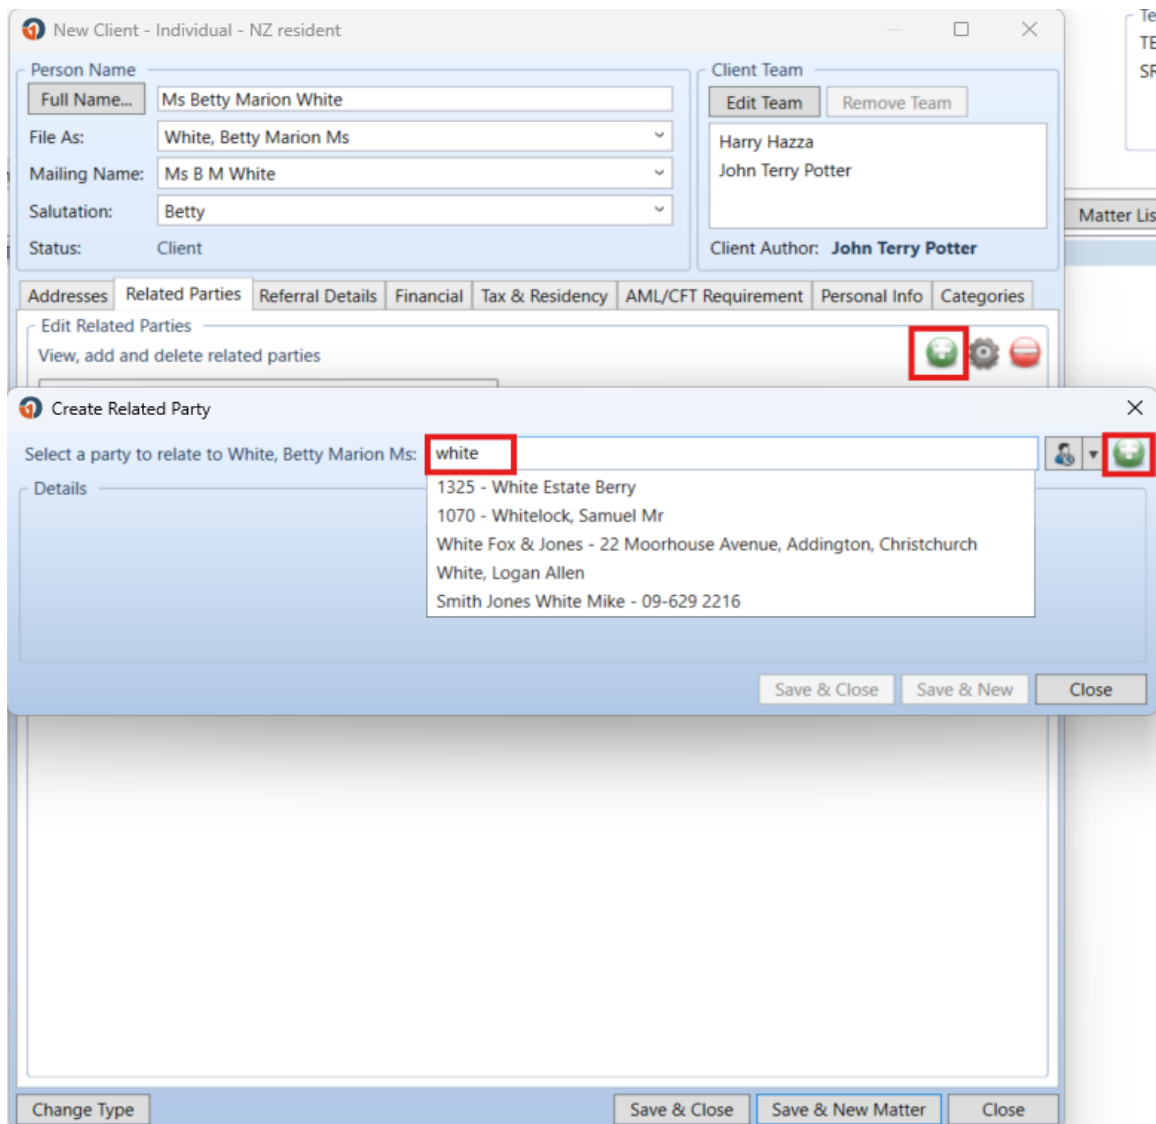 New Client - Individual - NZ resident
Person Name
Full Name...
Ms Betty Marion White
File As:
White, Betty Marion Ms
Mailing Name:
Ms B M White
Salutation:
Betty
Status:
Client
Client Team
Edit Team
Remove Team
Harry Hazza
John Terry Potter
Client Author: John Terry Potter
Te
TE
SR
Matter Lis
Addresses
Related Parties
Referral Details
Financial
Tax & Residency
AML/CFT Requirement
Personal Info
Categories
Edit Related Parties
View, add and delete related parties
Create Related Party
Select a party to relate to White, Betty Marion Ms:
white
1325 - White Estate Berry
1070 - Whitelock, Samuel Mr
White Fox & Jones - 22 Moorhouse Avenue, Addington, Christchurch
White, Logan Allen
Smith Jones White Mike - 09-629 2216
Details
Save & Close
Save & New
Close
Change Type
Save & Close
Save & New Matter
Close